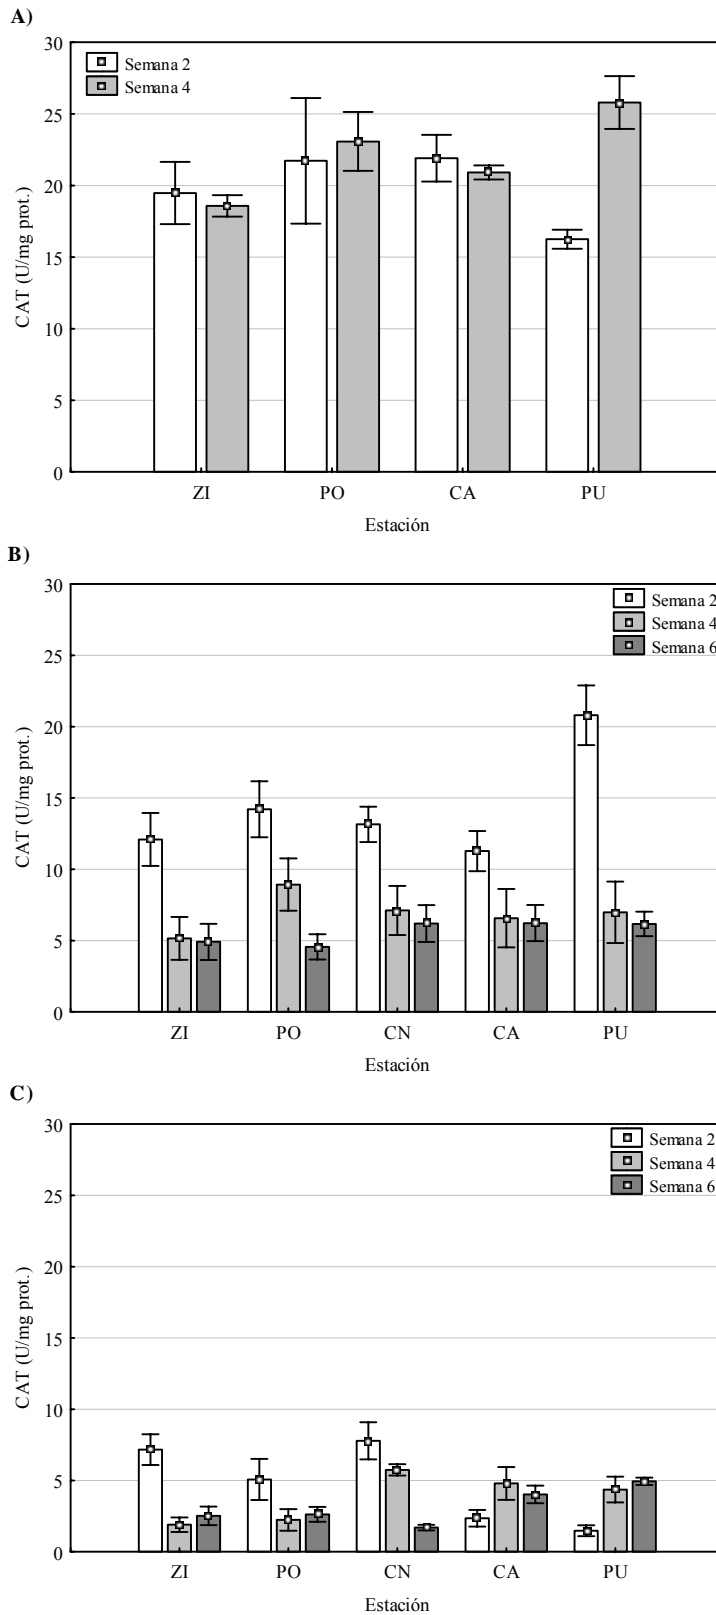 A)
30
25
20
15
10
5
0
CAT (U/mg prot.)
Semana 2
Semana 4
ZI PO CA PU
Estación
B)
30
25
20
15
10
5
0
CAT (U/mg prot.)
Semana 2
Semana 4
Semana 6
ZI PO CN CA PU
Estación
C)
30
25
20
15
10
5
0
CAT (U/mg prot.)
Semana 2
Semana 4
Semana 6
ZI PO CN CA PU
Estación